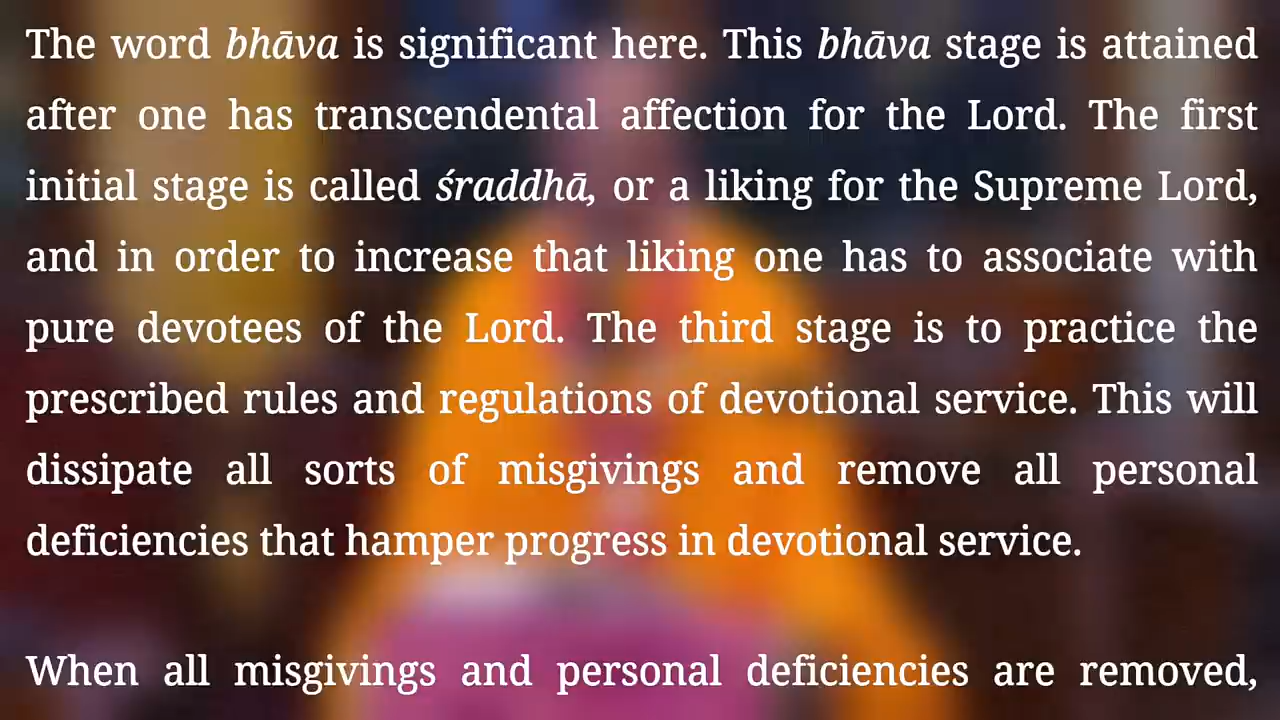 The word bhāva is significant here. This bhāva stage is attained
after one has transcendental affection for the Lord. The first
initial stage is called śraddhā, or a liking for the Supreme Lord,
and in order to increase that liking one has to associate with
pure devotees of the Lord. The third stage is to practice the
prescribed rules and regulations of devotional service. This will
dissipate all sorts of misgivings and remove all personal
deficiencies that hamper progress in devotional service.
When all misgivings and personal deficiencies are removed,